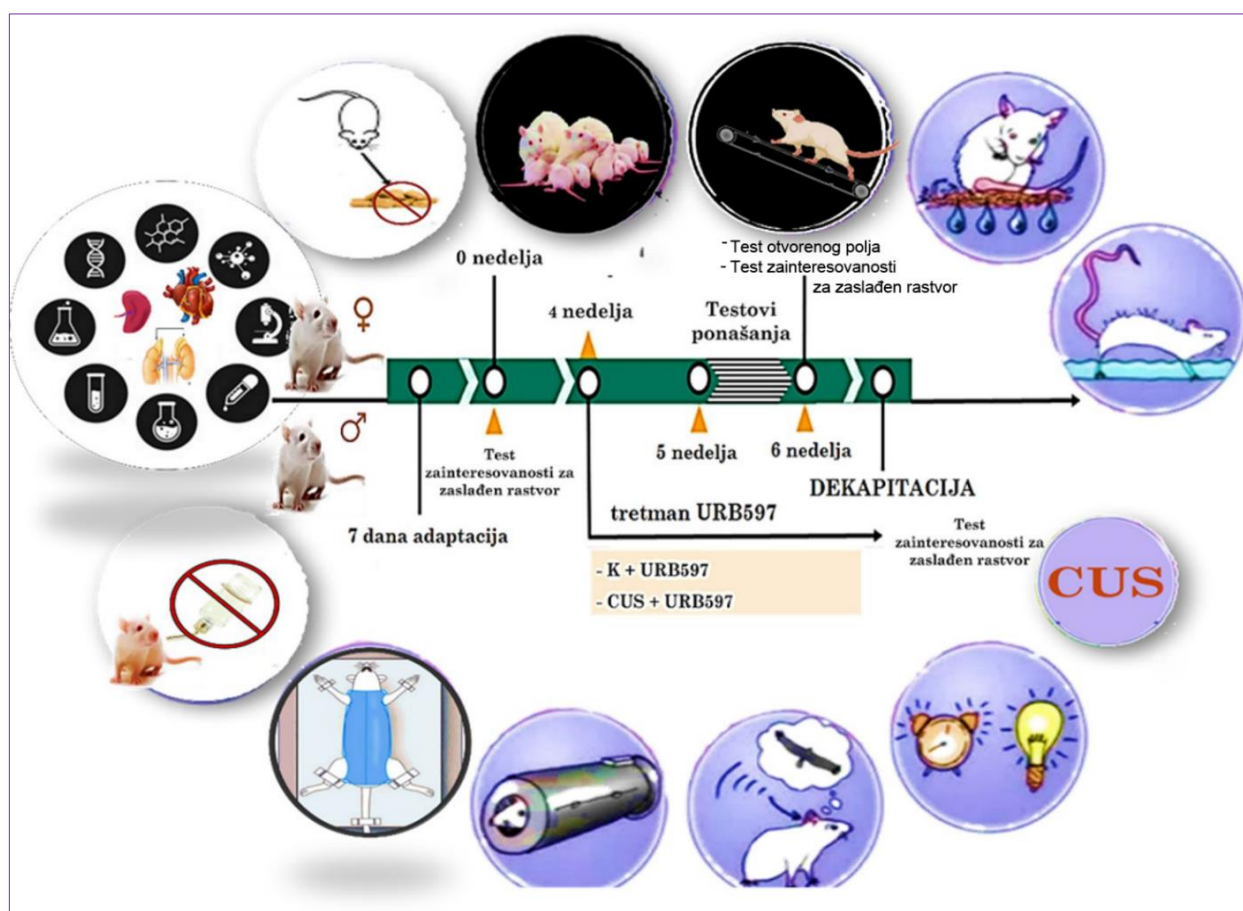 - Test otvorenog polja
- Test zainteresovanosti
za zaslađen rastvor
0 nedelja
4 nedelja
Testovi
ponašanja
♀
♂
5 nedelja
6 nedelja
Test
zainteresovanosti za
zaslađen rastvor
DEKAPITACIJA
7 dana adaptacija
tretman URB597
Test
zainteresovanosti za
zaslađen rastvor
- K + URB597
- CUS + URB597
CUS